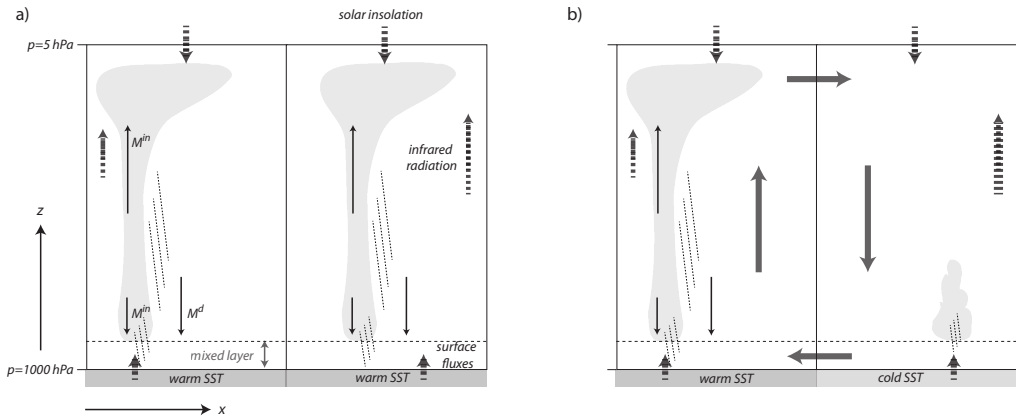 a)
solar insolation
b)
p=5 hPa
M^in
infrared
radiation
z
M^in
M^d
mixed layer
surface
fluxes
p=1000 hPa
warm SST
warm SST
warm SST
cold SST
x